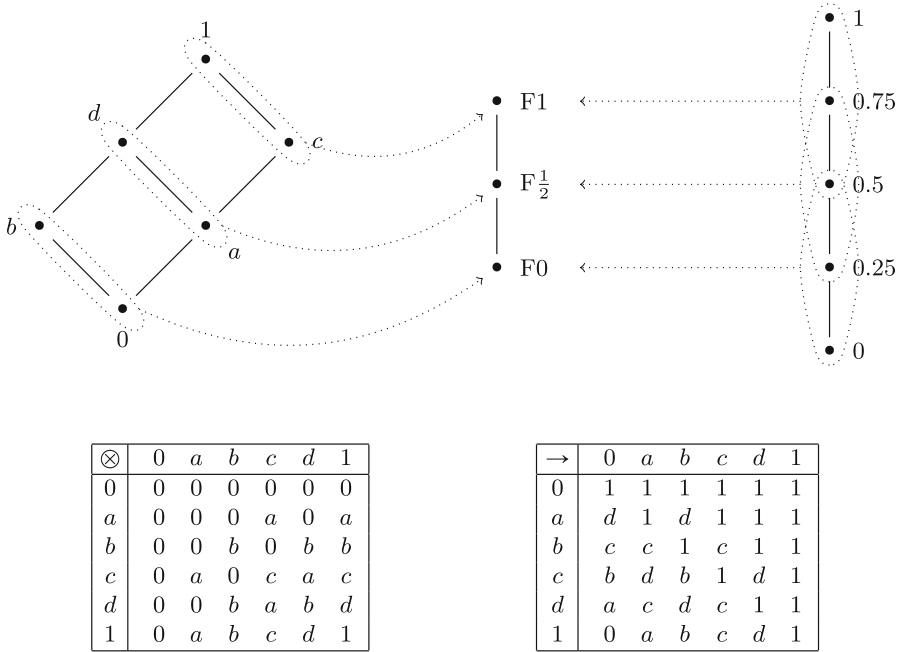 1
1
d
F1
0.75
c
b
F½
0.5
a
F0
0.25
0
0
⊗ 0 a b c d 1
0 0 0 0 0 0 0
a 0 0 0 a 0 a
b 0 0 b 0 b b
c 0 a 0 c a c
d 0 0 b a b d
1 0 a b c d 1
→ 0 a b c d 1
0 1 1 1 1 1 1
a d 1 d 1 1 1
b c c 1 c 1 1
c b d b 1 d 1
d a c d c 1 1
1 0 a b c d 1